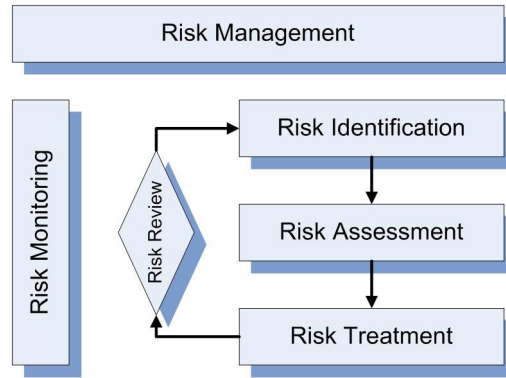 Risk Management
Risk Monitoring
Risk Review
Risk Identification
Risk Assessment
Risk Treatment